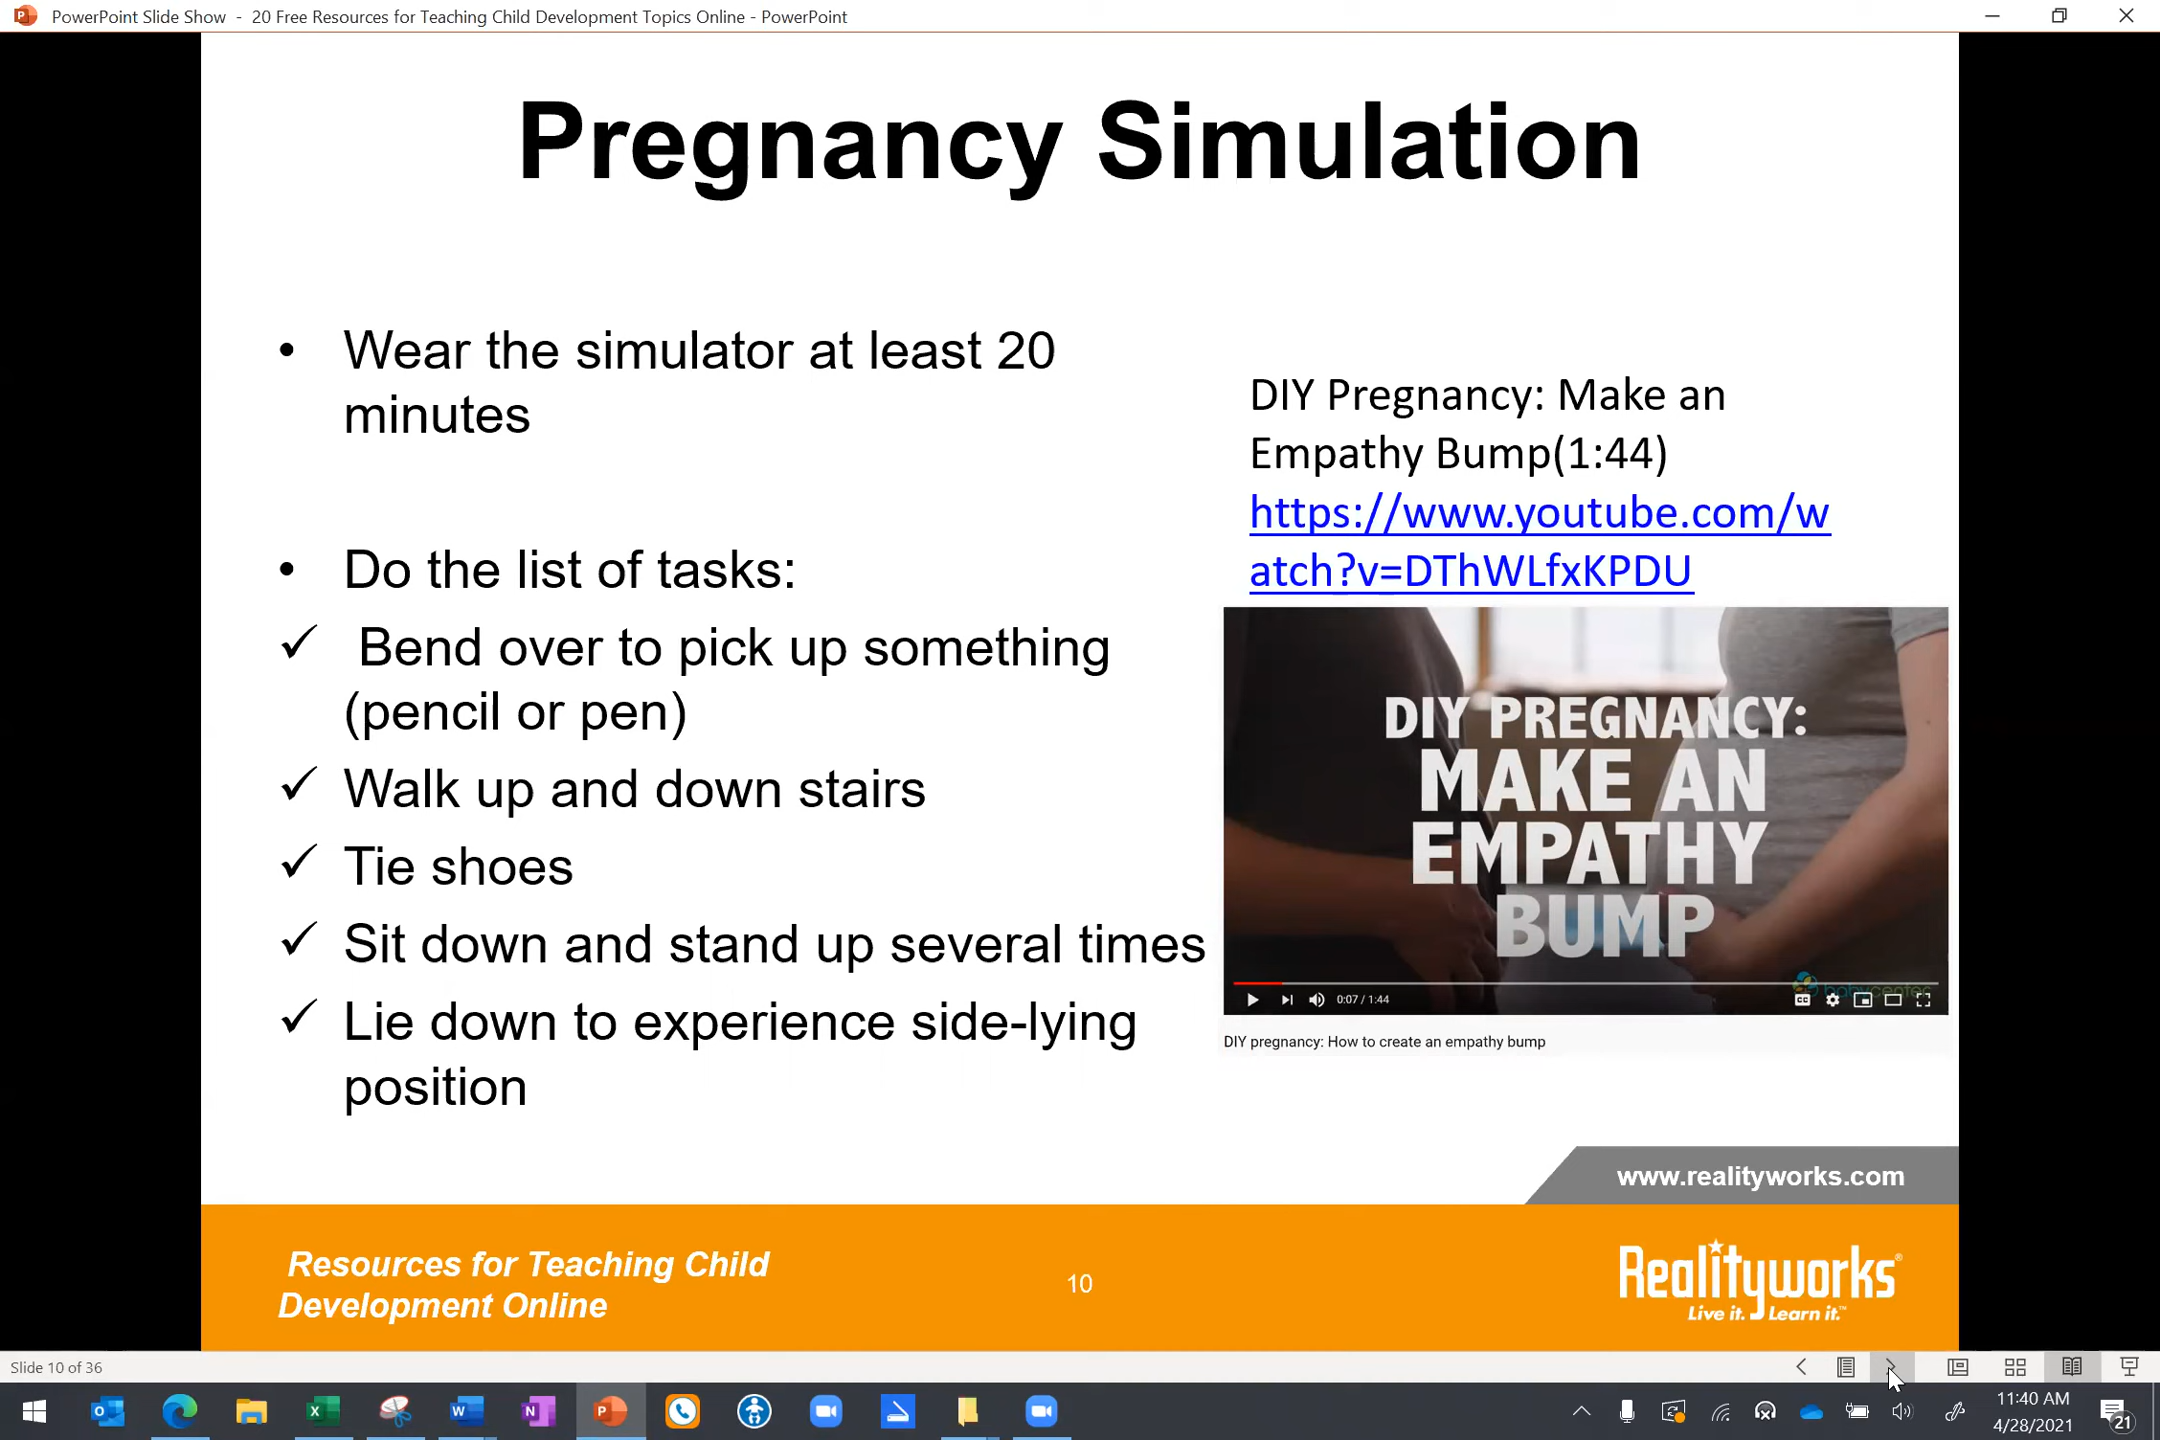 PowerPoint Slide Show - 20 Free Resources for Teaching Child Development Topics Online - PowerPoint
Pregnancy Simulation
• Wear the simulator at least 20
minutes
• Do the list of tasks:
✓ Bend over to pick up something
(pencil or pen)
✓ Walk up and down stairs
✓ Tie shoes
✓ Sit down and stand up several times
✓ Lie down to experience side-lying
position
DIY Pregnancy: Make an
Empathy Bump(1:44)
https://www.youtube.com/w
atch?v=DThWLfxKPDU
DIY PREGNANCY:
MAKE AN
EMPATHY
BUMP
babycenter
0:07 / 1:44
DIY pregnancy: How to create an empathy bump
www.realityworks.com
Resources for Teaching Child
Development Online
10
Realityworks®
Live it. Learn it.™
Slide 10 of 36
11:40 AM
4/28/2021
21